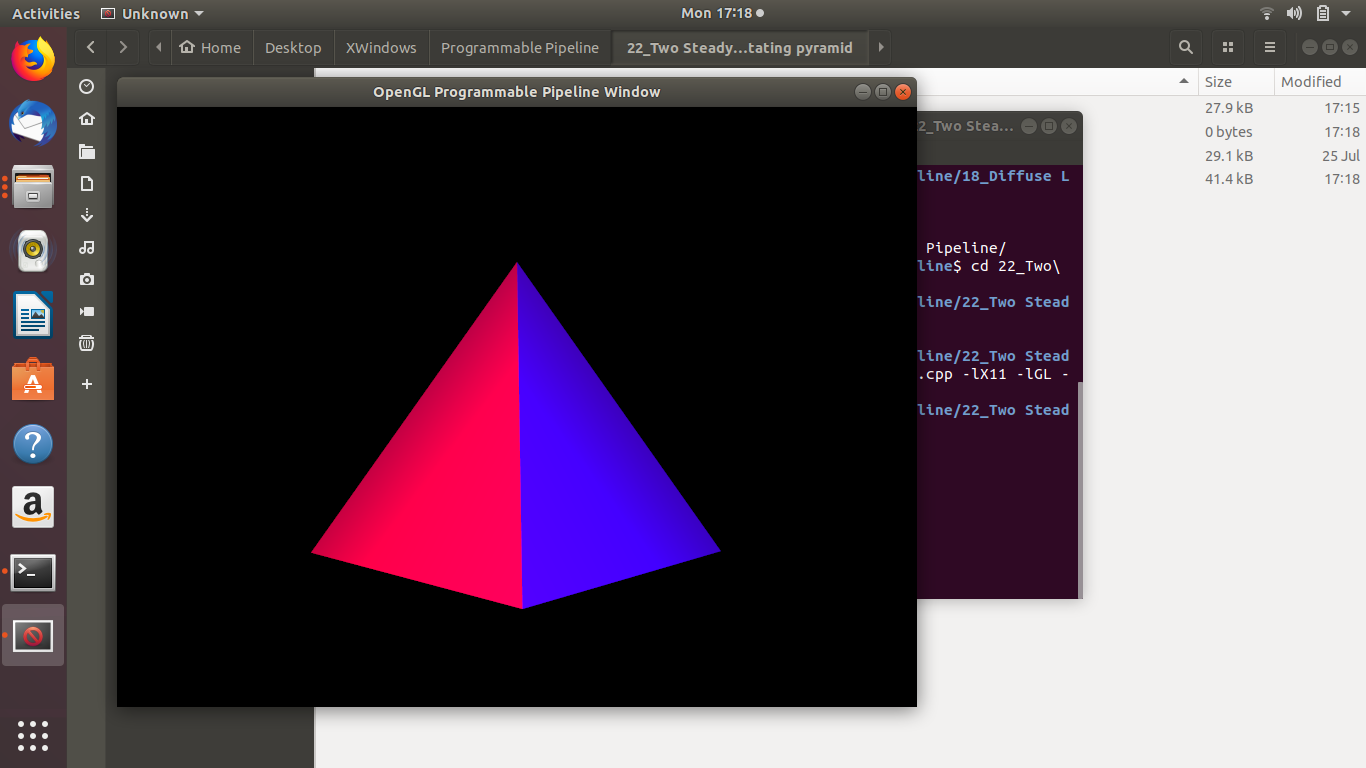 Activities Unknown Mon 17:18
Home Desktop XWindows Programmable Pipeline 22_Two Steady...tating pyramid
Size Modified
OpenGL Programmable Pipeline Window
27.9 kB 17:15
2_Two Stea...
0 bytes 17:18
29.1 kB 25 Jul
line/18_Diffuse L
41.4 kB 17:18
Pipeline/
line$ cd 22_Two\
line/22_Two Stead
line/22_Two Stead
.cpp -lX11 -lGL -
line/22_Two Stead